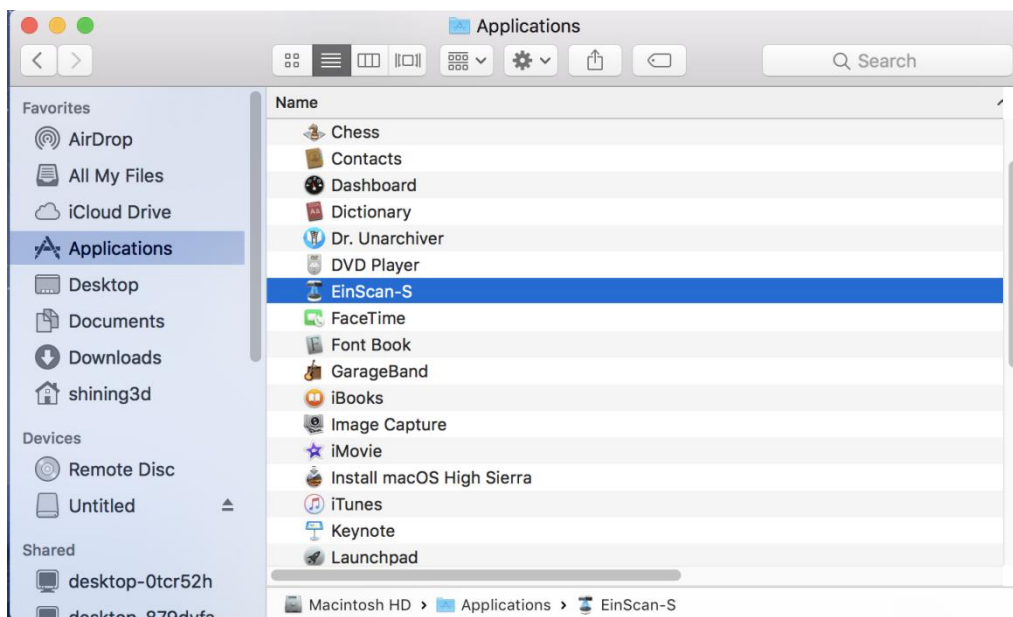 Applications
Search
Favorites
AirDrop
All My Files
iCloud Drive
Applications
Desktop
Documents
Downloads
shining3d
Devices
Remote Disc
Untitled
Shared
desktop-0tcr52h
Name
Chess
Contacts
Dashboard
Dictionary
Dr. Unarchiver
DVD Player
EinScan-S
FaceTime
Font Book
GarageBand
iBooks
Image Capture
iMovie
Install macOS High Sierra
iTunes
Keynote
Launchpad
Macintosh HD › Applications › EinScan-S